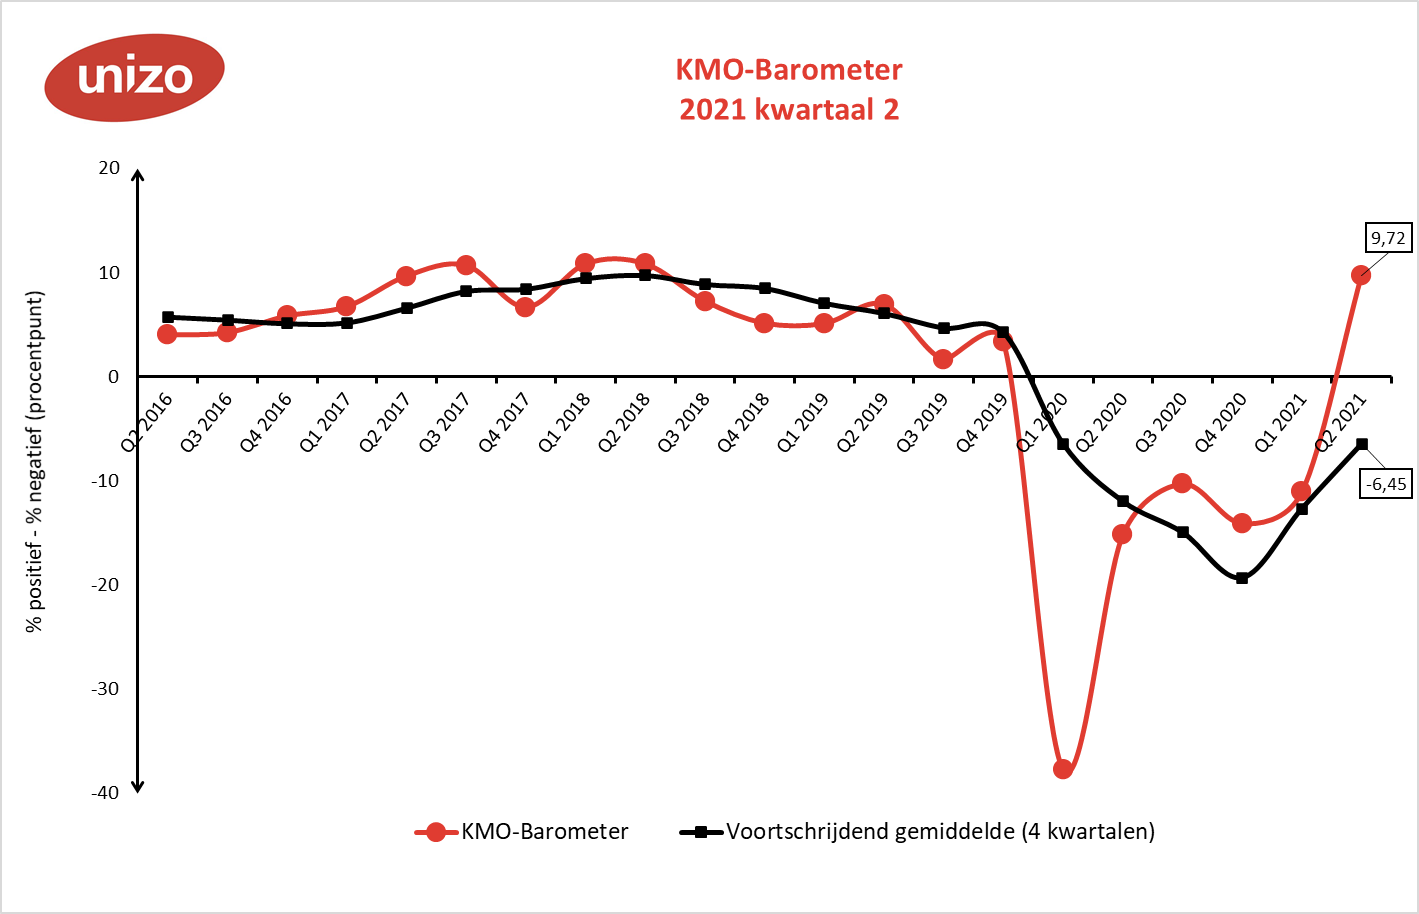 unizo
KMO-Barometer
2021 kwartaal 2
% positief - % negatief (procentpunt)
20
10
0
-10
-20
-30
-40
Q2 2016
Q3 2016
Q4 2016
Q1 2017
Q2 2017
Q3 2017
Q4 2017
Q1 2018
Q2 2018
Q3 2018
Q4 2018
Q1 2019
Q2 2019
Q3 2019
Q4 2019
Q1 2020
Q2 2020
Q3 2020
Q4 2020
Q1 2021
Q2 2021
9,72
-6,45
KMO-Barometer
Voortschrijdend gemiddelde (4 kwartalen)